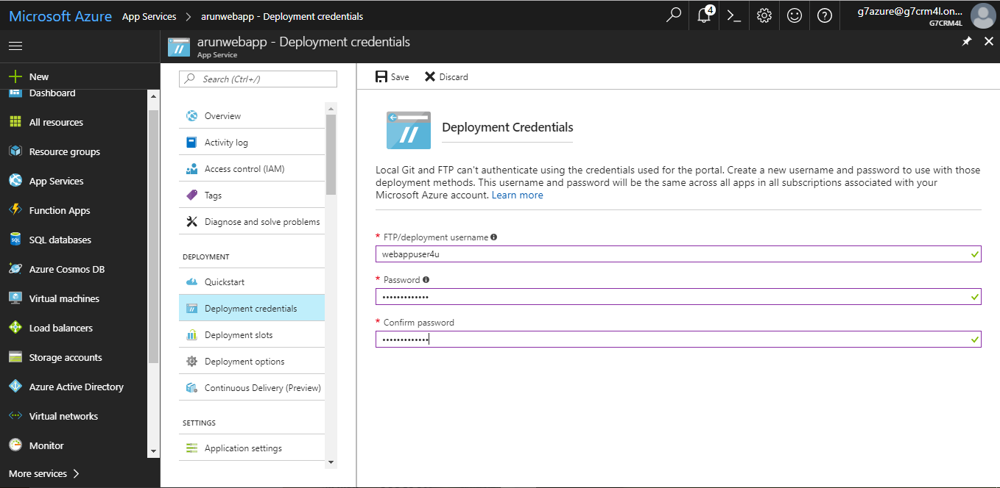 Microsoft Azure App Services > arunwebapp - Deployment credentials
4
g7azure@g7crm4l.on...
G7CRM4L
arunwebapp - Deployment credentials
App Service
New
Dashboard
All resources
Resource groups
App Services
Function Apps
SQL databases
Azure Cosmos DB
Virtual machines
Load balancers
Storage accounts
Azure Active Directory
Virtual networks
Monitor
More services >
Search (Ctrl+/)
Overview
Activity log
Access control (IAM)
Tags
Diagnose and solve problems
DEPLOYMENT
Quickstart
Deployment credentials
Deployment slots
Deployment options
Continuous Delivery (Preview)
SETTINGS
Application settings
Save Discard
Deployment Credentials
Local Git and FTP can't authenticate using the credentials used for the portal. Create a new username and password to use with those
deployment methods. This username and password will be the same across all apps in all subscriptions associated with your
Microsoft Azure account. Learn more
* FTP/deployment username
webappuser4u
* Password
•••••••••••••
* Confirm password
•••••••••••••